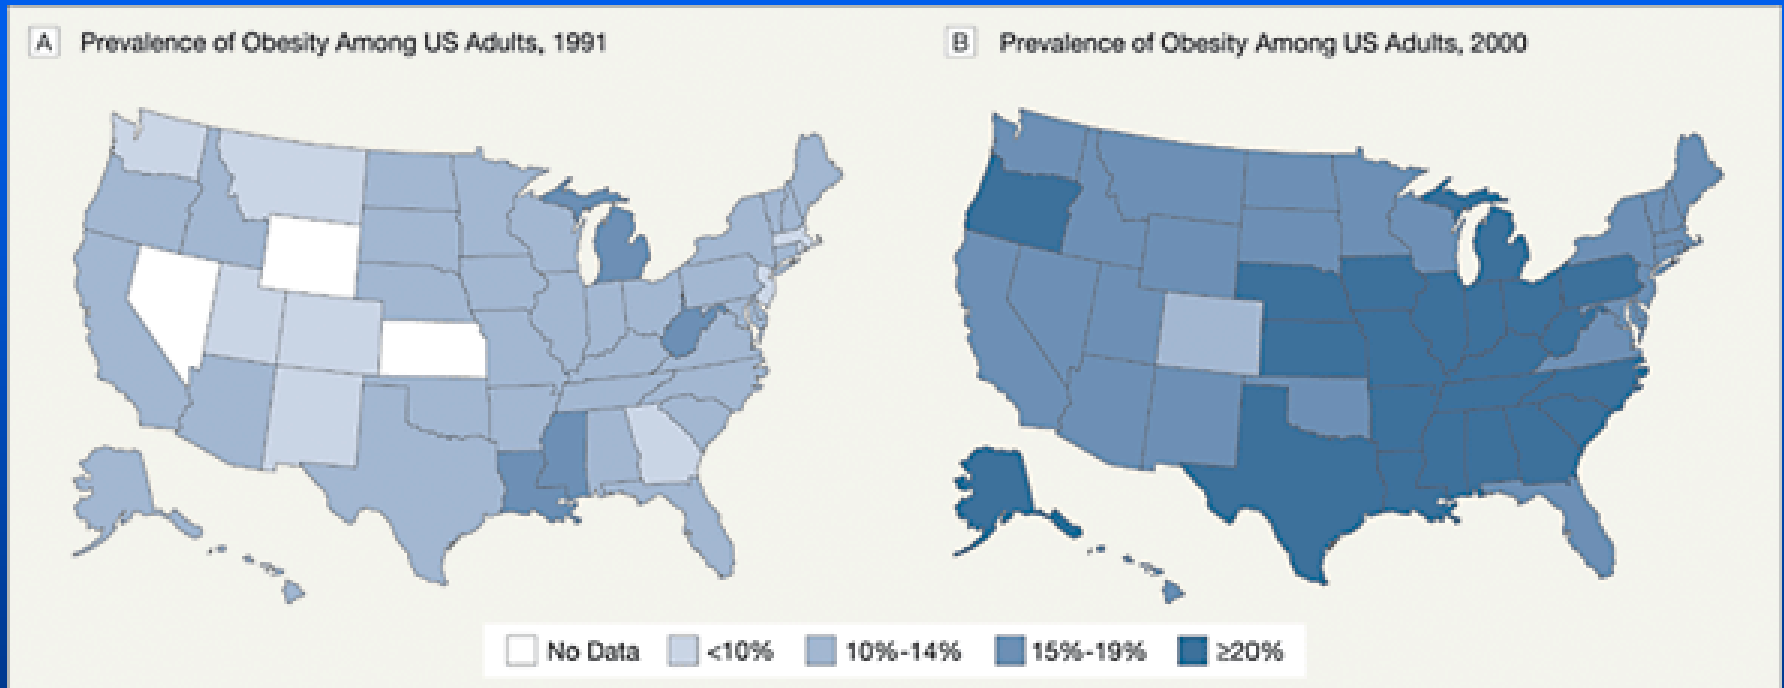 A Prevalence of Obesity Among US Adults, 1991
B Prevalence of Obesity Among US Adults, 2000
No Data <10% 10%-14% 15%-19% ≥20%